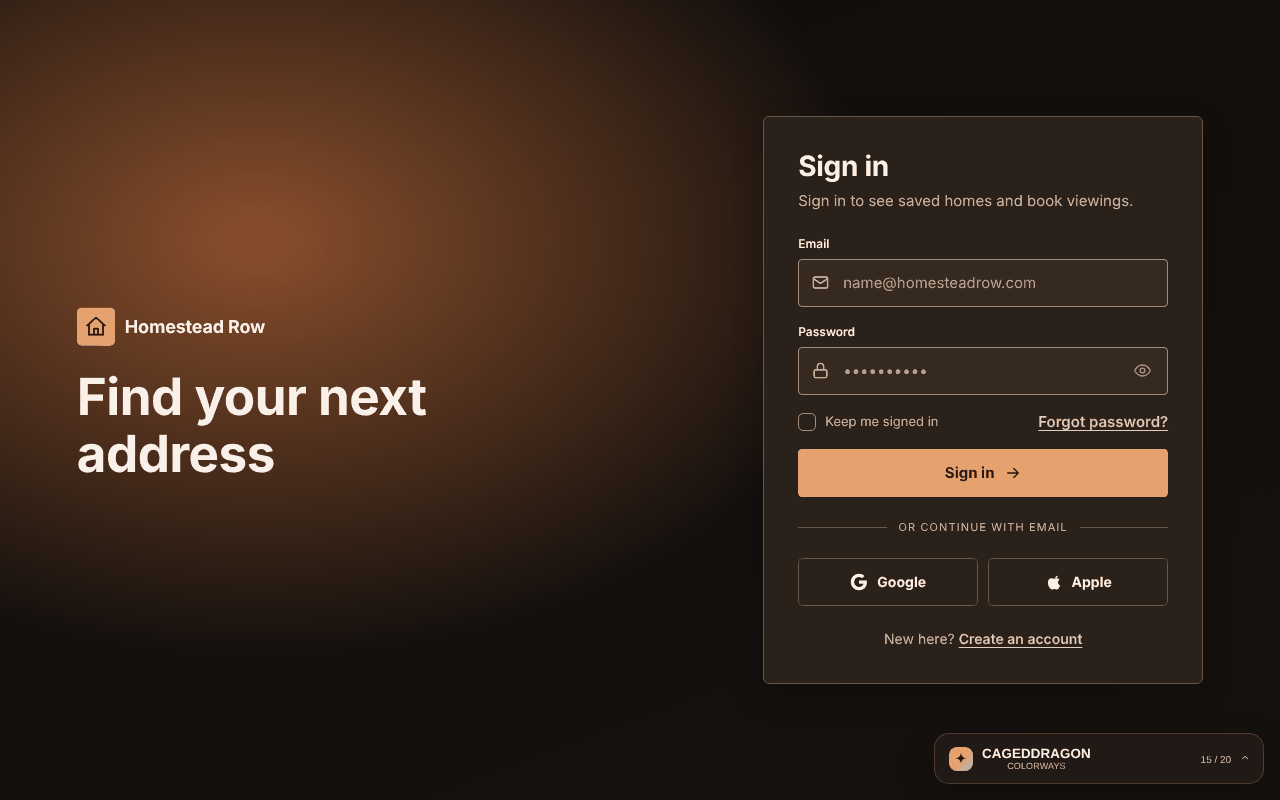 Homestead Row
Find your next
address
Sign in
Sign in to see saved homes and book viewings.
Email
name@homesteadrow.com
Password
Keep me signed in
Forgot password?
Sign in →
OR CONTINUE WITH EMAIL
Google
Apple
New here? Create an account
CAGEDDRAGON
COLORWAYS
15 / 20